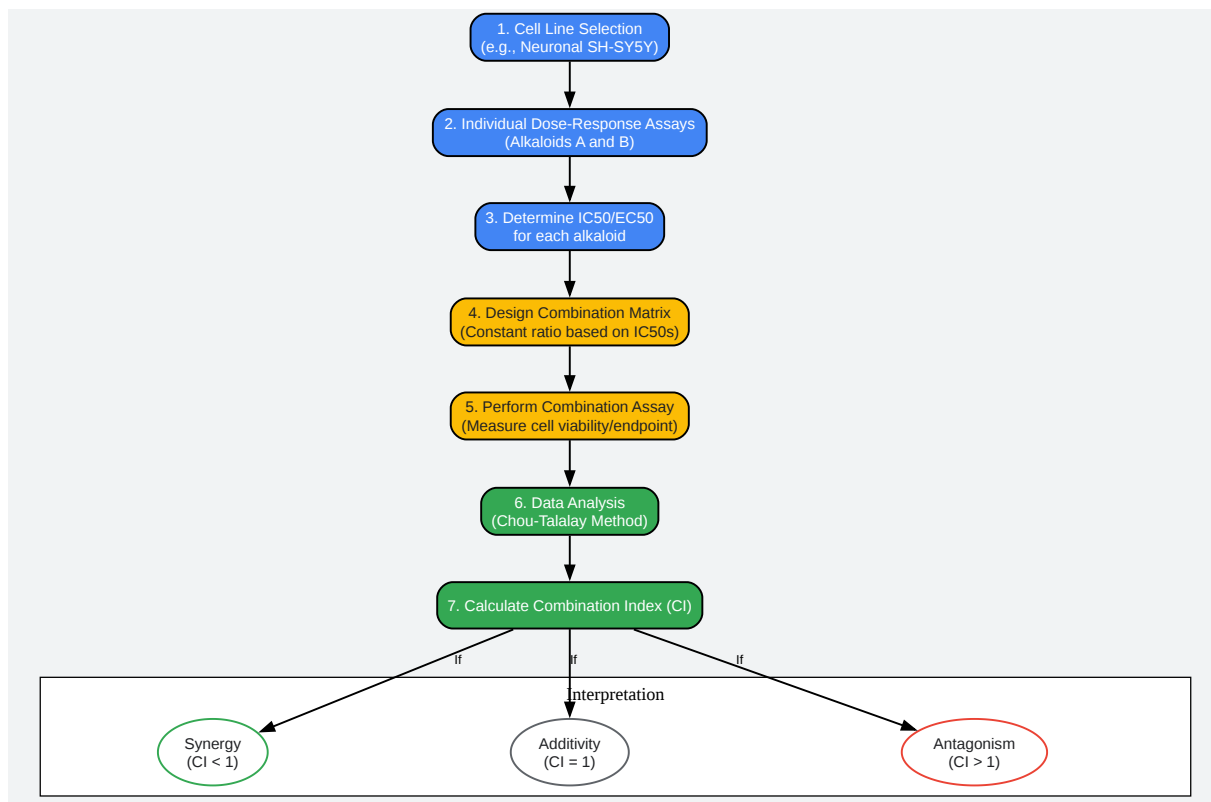 1. Cell Line Selection
(e.g., Neuronal SH-SY5Y)
2. Individual Dose-Response Assays
(Alkaloids A and B)
3. Determine IC50/EC50
for each alkaloid
4. Design Combination Matrix
(Constant ratio based on IC50s)
5. Perform Combination Assay
(Measure cell viability/endpoint)
6. Data Analysis
(Chou-Talalay Method)
7. Calculate Combination Index (CI)
If
If
If
Interpretation
Synergy
(CI < 1)
Additivity
(CI = 1)
Antagonism
(CI > 1)